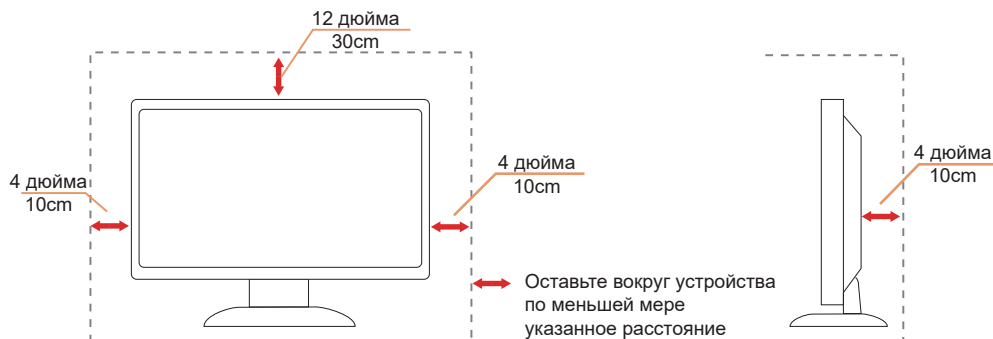 12 дюйма
30cm
4 дюйма
10cm
4 дюйма
10cm
4 дюйма
10cm
Оставьте вокруг устройства
по меньшей мере
указанное расстояние